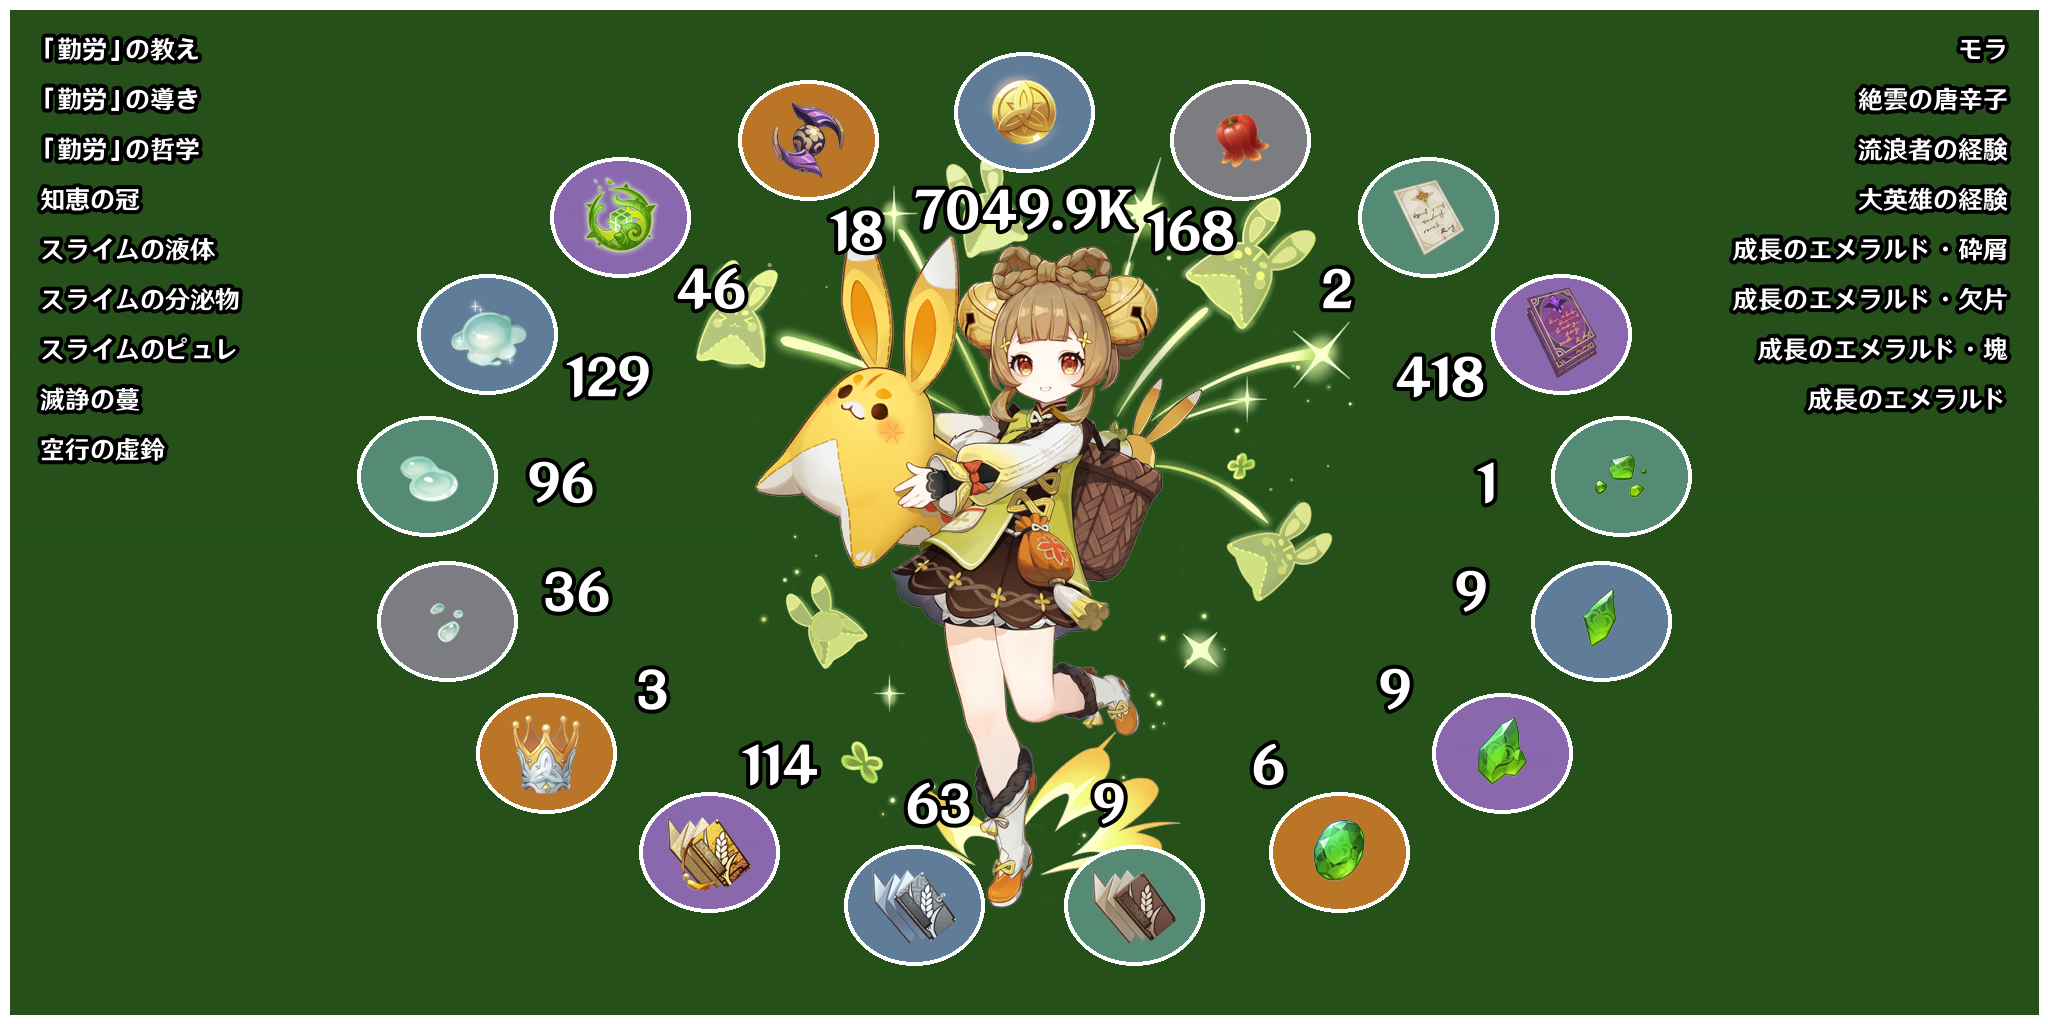 「勤労」の教え
「勤労」の導き
「勤労」の哲学
知恵の冠
スライムの液体
スライムの分泌物
スライムのピュレ
滅諍の蔓
空行の虚鈴
モラ
絶雲の唐辛子
流浪者の経験
大英雄の経験
成長のエメラルド・砕屑
成長のエメラルド・欠片
成長のエメラルド・塊
成長のエメラルド
7049.9K
168
2
418
1
9
9
6
9
63
114
3
36
96
129
46
18